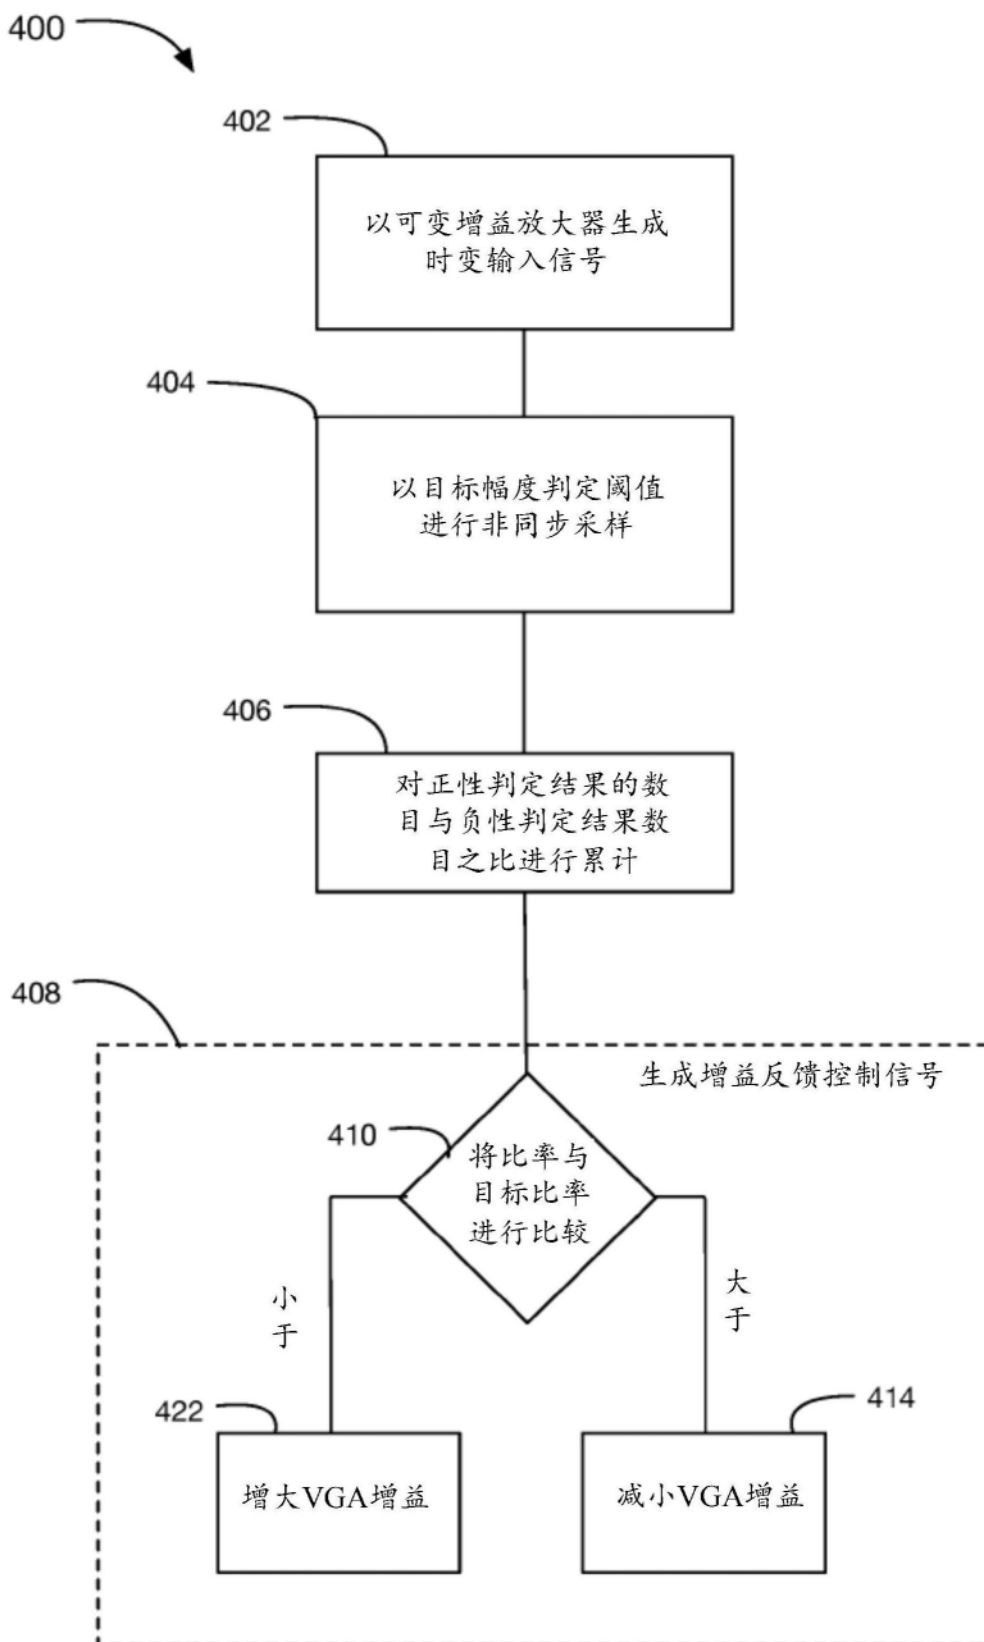 400
402
以可变增益放大器生成
时变输入信号
404
以目标幅度判定阈值
进行非同步采样
406
对正性判定结果的数
目与负性判定结果数
目之比进行累计
408
生成增益反馈控制信号
410
将比率与
目标比率
进行比较
小
于
大
于
422
增大VGA增益
414
减小VGA增益